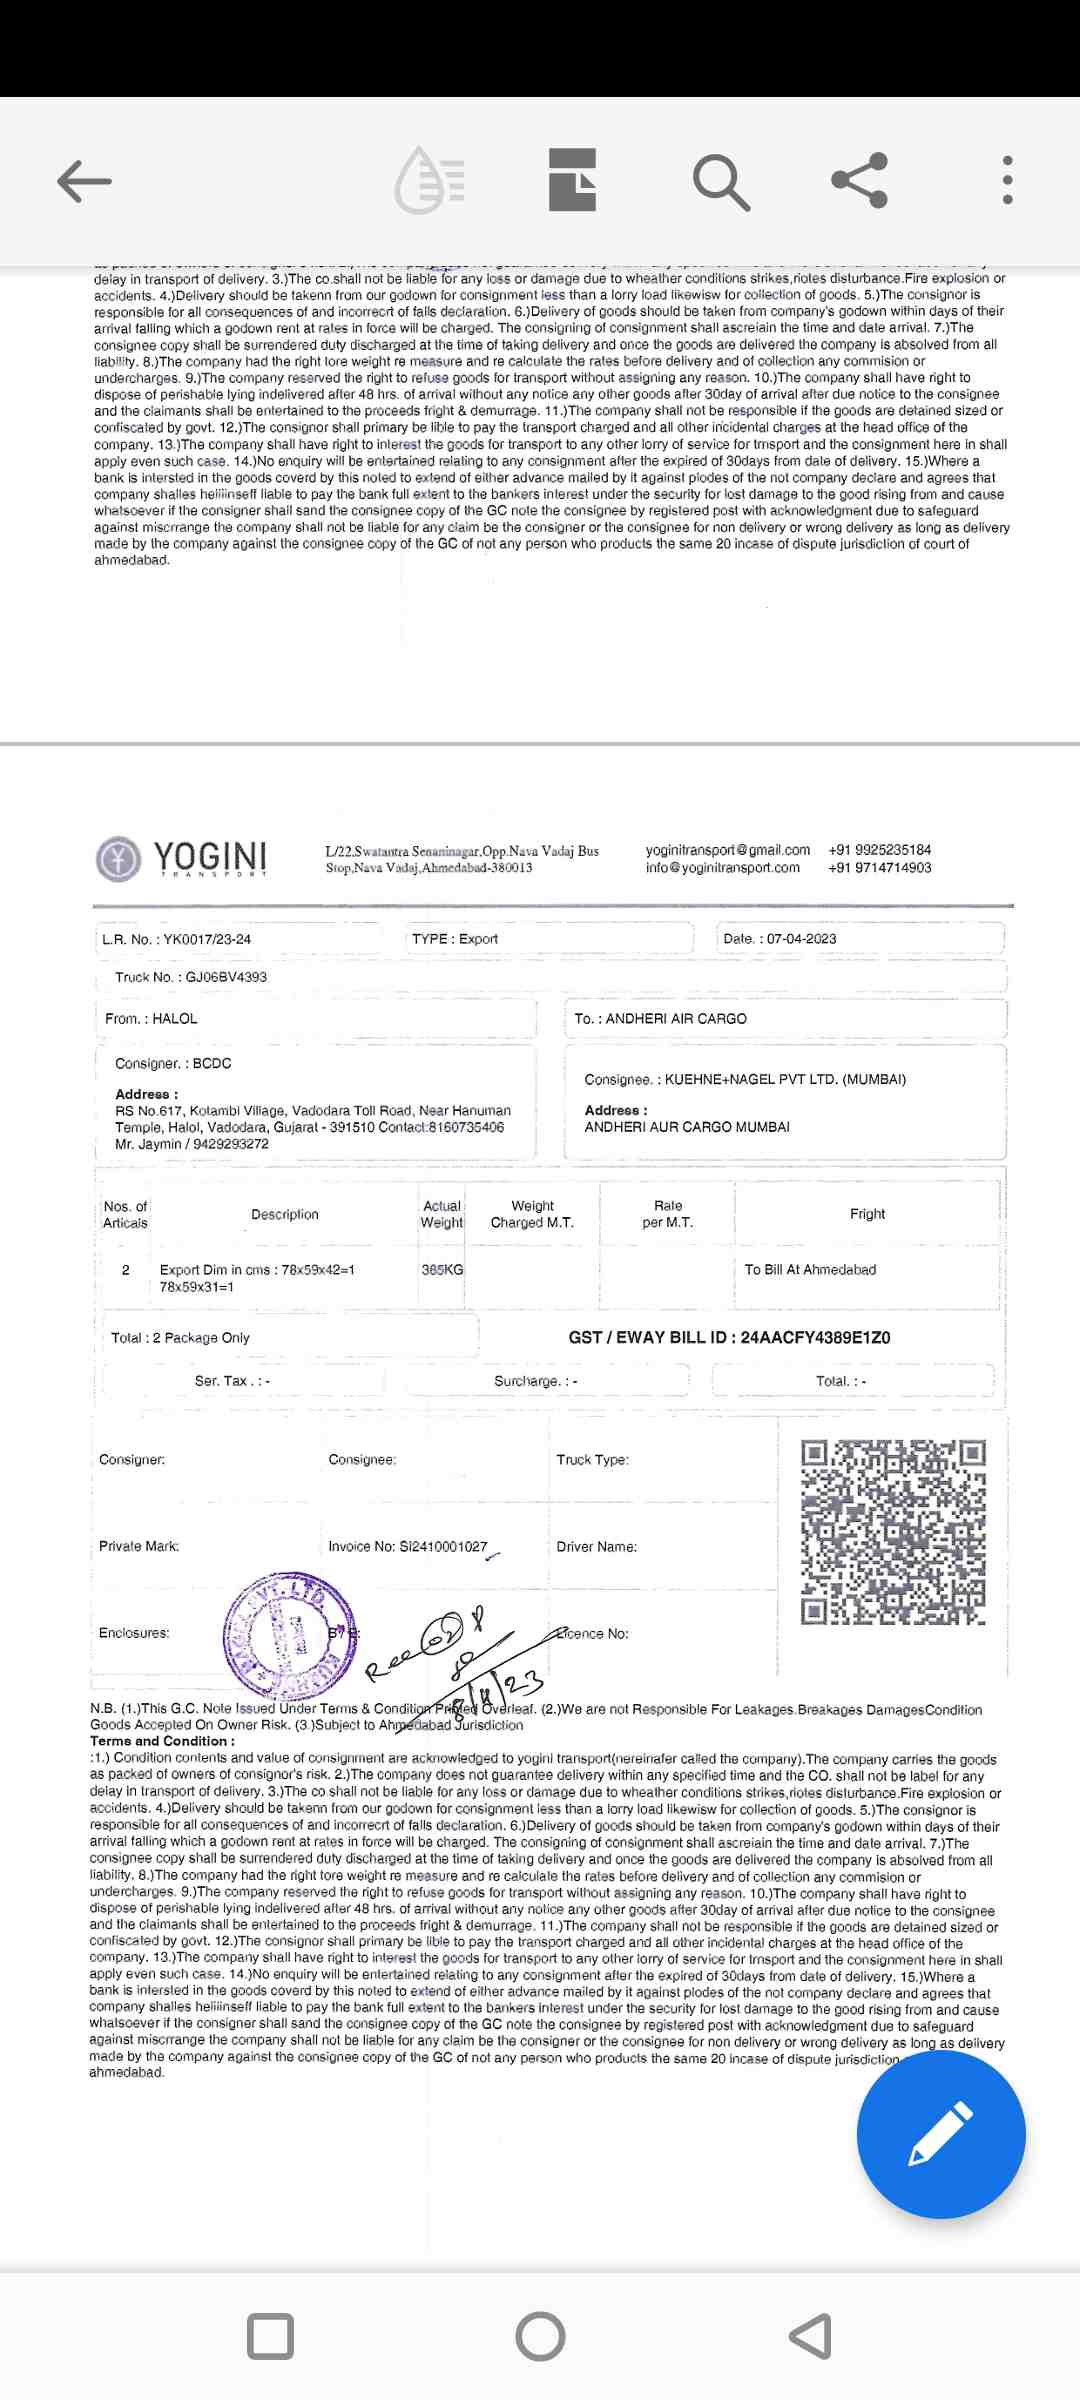 delay in transport of delivery. 3.)The co.shall not be liable for any loss or damage due to wheather conditions strikes,riotes disturbance.Fire explosion or
accidents. 4.)Delivery should be takenn from our godown for consignment less than a lorry load likewisw for collection of goods. 5.)The consignor is
responsible for all consequences of and incorrecrt of falls declaration. 6.)Delivery of goods should be taken from company's godown within days of their
arrival falling which a godown rent at rates in force will be charged. The consigning of consignment shall ascreiain the time and date arrival. 7.)The
consignee copy shall be surrendered duty discharged at the time of taking delivery and once the goods are delivered the company is absolved from all
liability. 8.)The company had the right tore weight re measure and re calculate the rates before delivery and of collection any commision or
undercharges. 9.)The company reserved the right to refuse goods for transport without assigning any reason. 10.)The company shall have right to
dispose of perishable lying indelivered after 48 hrs. of arrival without any notice any other goods after 30day of arrival after due notice to the consignee
and the claimants shall be entertained to the proceeds fright & demurrage. 11.)The company shall not be responsible if the goods are detained sized or
confiscated by govt. 12.)The consignor shall primary be lible to pay the transport charged and all other incidental charges at the head office of the
company. 13.)The company shall have right to interest the goods for transport to any other lorry of service for trnsport and the consignment here in shall
apply even such case. 14.)No enquiry will be entertained relating to any consignment after the expired of 30days from date of delivery. 15.)Where a
bank is intersted in the goods coverd by this noted to extend of either advance mailed by it against plodes of the not company declare and agrees that
company shalles heliiinseff liable to pay the bank full extent to the bankers interest under the security for lost damage to the good rising from and cause
whatsoever if the consigner shall sand the consignee copy of the GC note the consignee by registered post with acknowledgment due to safeguard
against miscrrange the company shall not be liable for any claim be the consigner or the consignee for non delivery or wrong delivery as long as delivery
made by the company against the consignee copy of the GC of not any person who products the same 20 incase of dispute jurisdiction of court of
ahmedabad.
YOGINI
TRANSPORT
L/22,Swatantra Senaninagar,Opp.Nava Vadaj Bus
Stop,Nava Vadaj,Ahmedabad-380013
yoginitransport@gmail.com +91 9925235184
info@yoginitransport.com +91 9714714903
L.R. No. : YK0017/23-24
TYPE : Export
Date. : 07-04-2023
Truck No. : GJ06BV4393
From. : HALOL
To. : ANDHERI AIR CARGO
Consigner. : BCDC
Address :
RS No.617, Kotambi Village, Vadodara Toll Road, Near Hanuman
Temple, Halol, Vadodara, Gujarat - 391510 Contact:8160735406
Mr. Jaymin / 9429293272
Consignee. : KUEHNE+NAGEL PVT LTD. (MUMBAI)
Address :
ANDHERI AUR CARGO MUMBAI
Nos. of Articals
Description
Actual Weight
Weight Charged M.T.
Rate per M.T.
Fright
2
Export Dim in cms : 78x59x42=1
78x59x31=1
385KG
To Bill At Ahmedabad
Total : 2 Package Only
GST / EWAY BILL ID : 24AACFY4389E1Z0
Ser. Tax . : -
Surcharge. : -
Total. : -
Consigner:
Consignee:
Truck Type:
Private Mark:
Invoice No: Si2410001027
Driver Name:
Enclosures:
Licence No:
PVT. LTD.
8/4/23
N.B. (1.)This G.C. Note Issued Under Terms & Condition Printed Overleaf. (2.)We are not Responsible For Leakages.Breakages DamagesCondition
Goods Accepted On Owner Risk. (3.)Subject to Ahmedabad Jurisdiction
Terms and Condition :
:1.) Condition contents and value of consignment are acknowledged to yogini transport(nereinafer called the company).The company carries the goods
as packed of owners of consignor's risk. 2.)The company does not guarantee delivery within any specified time and the CO. shall not be label for any
delay in transport of delivery. 3.)The co.shall not be liable for any loss or damage due to wheather conditions strikes,riotes disturbance.Fire explosion or
accidents. 4.)Delivery should be takenn from our godown for consignment less than a lorry load likewisw for collection of goods. 5.)The consignor is
responsible for all consequences of and incorrecrt of falls declaration. 6.)Delivery of goods should be taken from company's godown within days of their
arrival falling which a godown rent at rates in force will be charged. The consigning of consignment shall ascreiain the time and date arrival. 7.)The
consignee copy shall be surrendered duty discharged at the time of taking delivery and once the goods are delivered the company is absolved from all
liability. 8.)The company had the right tore weight re measure and re calculate the rates before delivery and of collection any commision or
undercharges. 9.)The company reserved the right to refuse goods for transport without assigning any reason. 10.)The company shall have right to
dispose of perishable lying indelivered after 48 hrs. of arrival without any notice any other goods after 30day of arrival after due notice to the consignee
and the claimants shall be entertained to the proceeds fright & demurrage. 11.)The company shall not be responsible if the goods are detained sized or
confiscated by govt. 12.)The consignor shall primary be lible to pay the transport charged and all other incidental charges at the head office of the
company. 13.)The company shall have right to interest the goods for transport to any other lorry of service for trnsport and the consignment here in shall
apply even such case. 14.)No enquiry will be entertained relating to any consignment after the expired of 30days from date of delivery. 15.)Where a
bank is intersted in the goods coverd by this noted to extend of either advance mailed by it against plodes of the not company declare and agrees that
company shalles heliiinseff liable to pay the bank full extent to the bankers interest under the security for lost damage to the good rising from and cause
whatsoever if the consigner shall sand the consignee copy of the GC note the consignee by registered post with acknowledgment due to safeguard
against miscrrange the company shall not be liable for any claim be the consigner or the consignee for non delivery or wrong delivery as long as delivery
made by the company against the consignee copy of the GC of not any person who products the same 20 incase of dispute jurisdiction
ahmedabad.